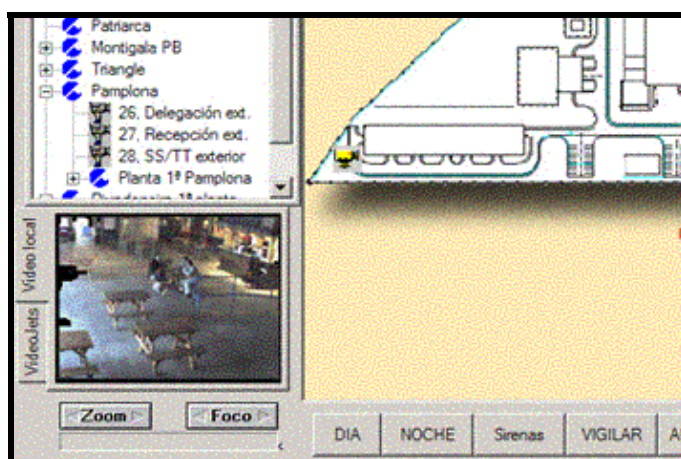 Patriarca
Montigala PB
Triangle
Pamplona
26, Delegación ext.
27, Recepción ext.
28, SS/TT exterior
Planta 1ª Pamplona
Video local
VideoJets
Zoom
Foco
DIA
NOCHE
Sirenas
VIGILAR